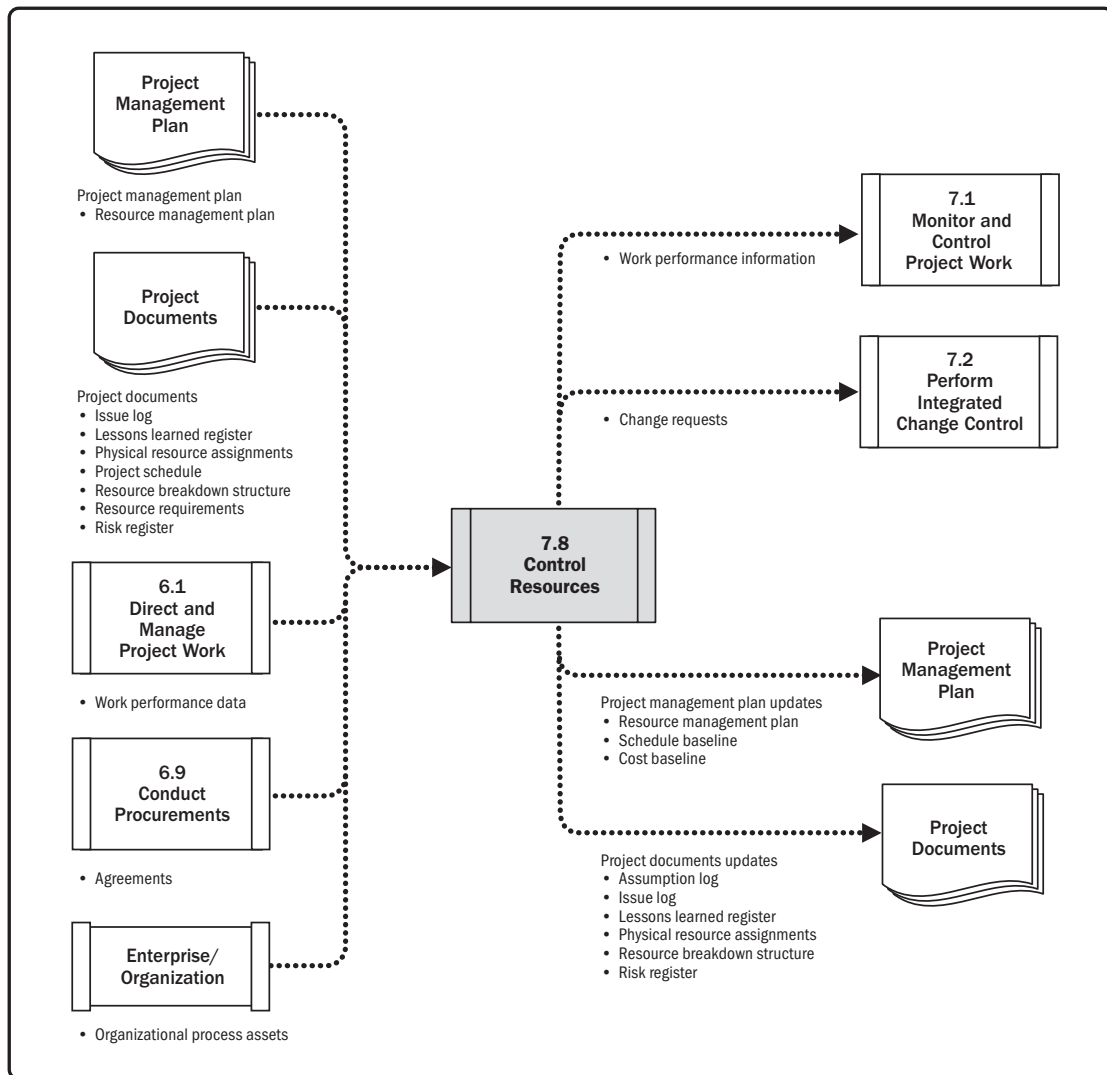 Project
Management
Plan
Project management plan
• Resource management plan
Project
Documents
Project documents
• Issue log
• Lessons learned register
• Physical resource assignments
• Project schedule
• Resource breakdown structure
• Resource requirements
• Risk register
6.1
Direct and
Manage
Project Work
• Work performance data
6.9
Conduct
Procurements
• Agreements
Enterprise/
Organization
• Organizational process assets
7.8
Control
Resources
• Work performance information
7.1
Monitor and
Control
Project Work
• Change requests
7.2
Perform
Integrated
Change Control
Project management plan updates
• Resource management plan
• Schedule baseline
• Cost baseline
Project
Management
Plan
Project documents updates
• Assumption log
• Issue log
• Lessons learned register
• Physical resource assignments
• Resource breakdown structure
• Risk register
Project
Documents